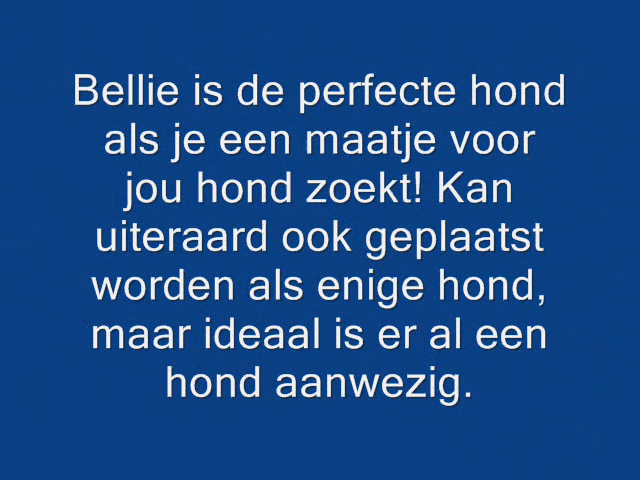 Bellie is de perfecte hond
als je een maatje voor
jou hond zoekt! Kan
uiteraard ook geplaatst
worden als enige hond,
maar ideaal is er al een
hond aanwezig.